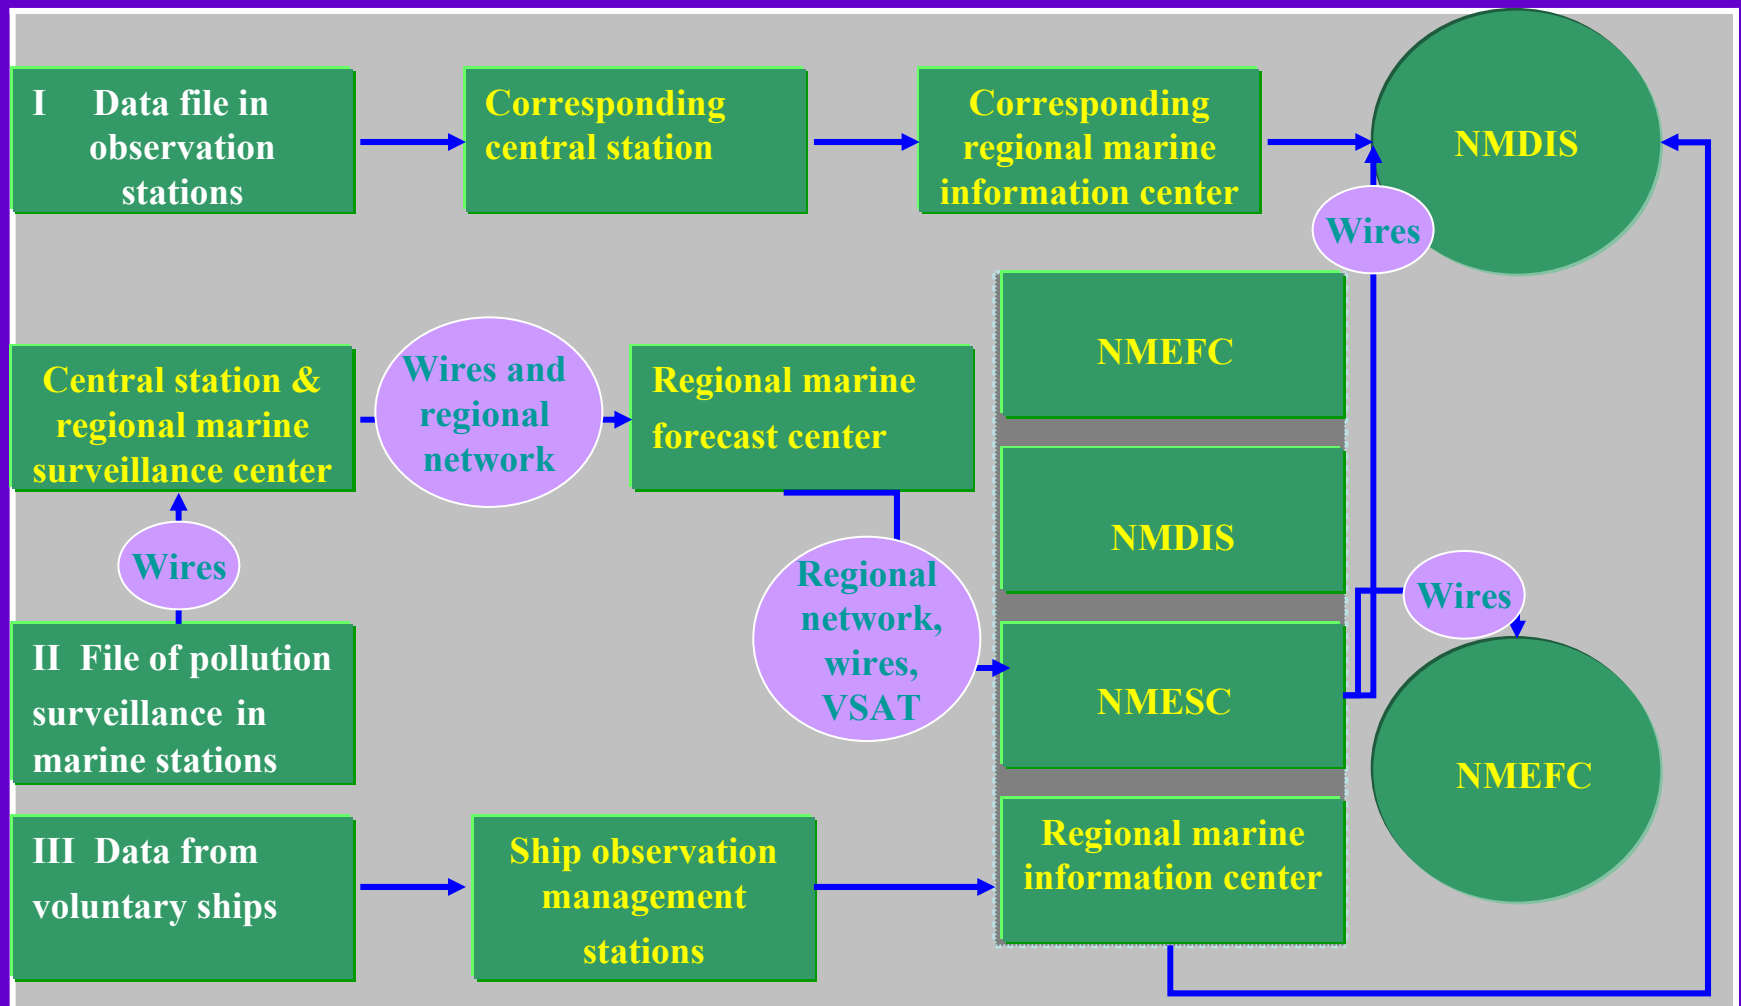 I Data file in
observation
stations
Corresponding
central station
Corresponding
regional marine
information center
NMDIS
Wires
Central station &
regional marine
surveillance center
Wires and
regional
network
Regional marine
forecast center
NMEFC
NMDIS
Wires
Regional
network,
wires,
VSAT
Wires
II File of pollution
surveillance in
marine stations
NMESC
NMEFC
III Data from
voluntary ships
Ship observation
management
stations
Regional marine
information center